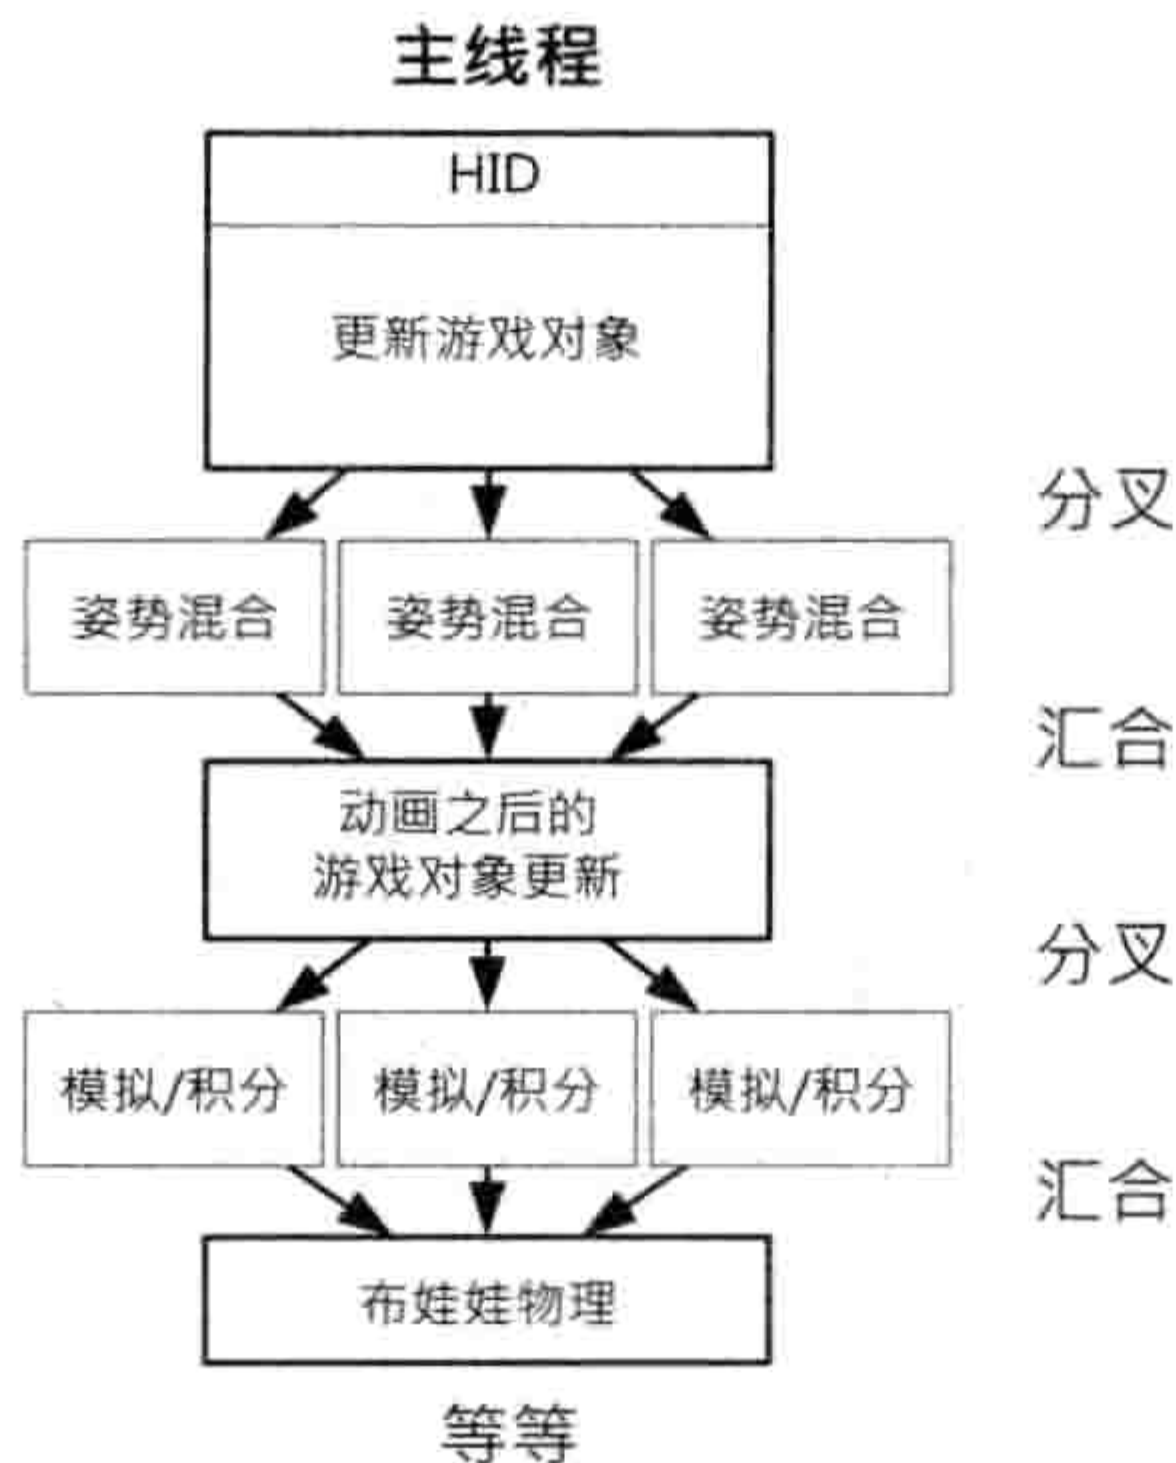 主线程
HID
更新游戏对象
分叉
姿势混合
姿势混合
姿势混合
汇合
动画之后的
游戏对象更新
分叉
模拟/积分
模拟/积分
模拟/积分
汇合
布娃娃物理
等等